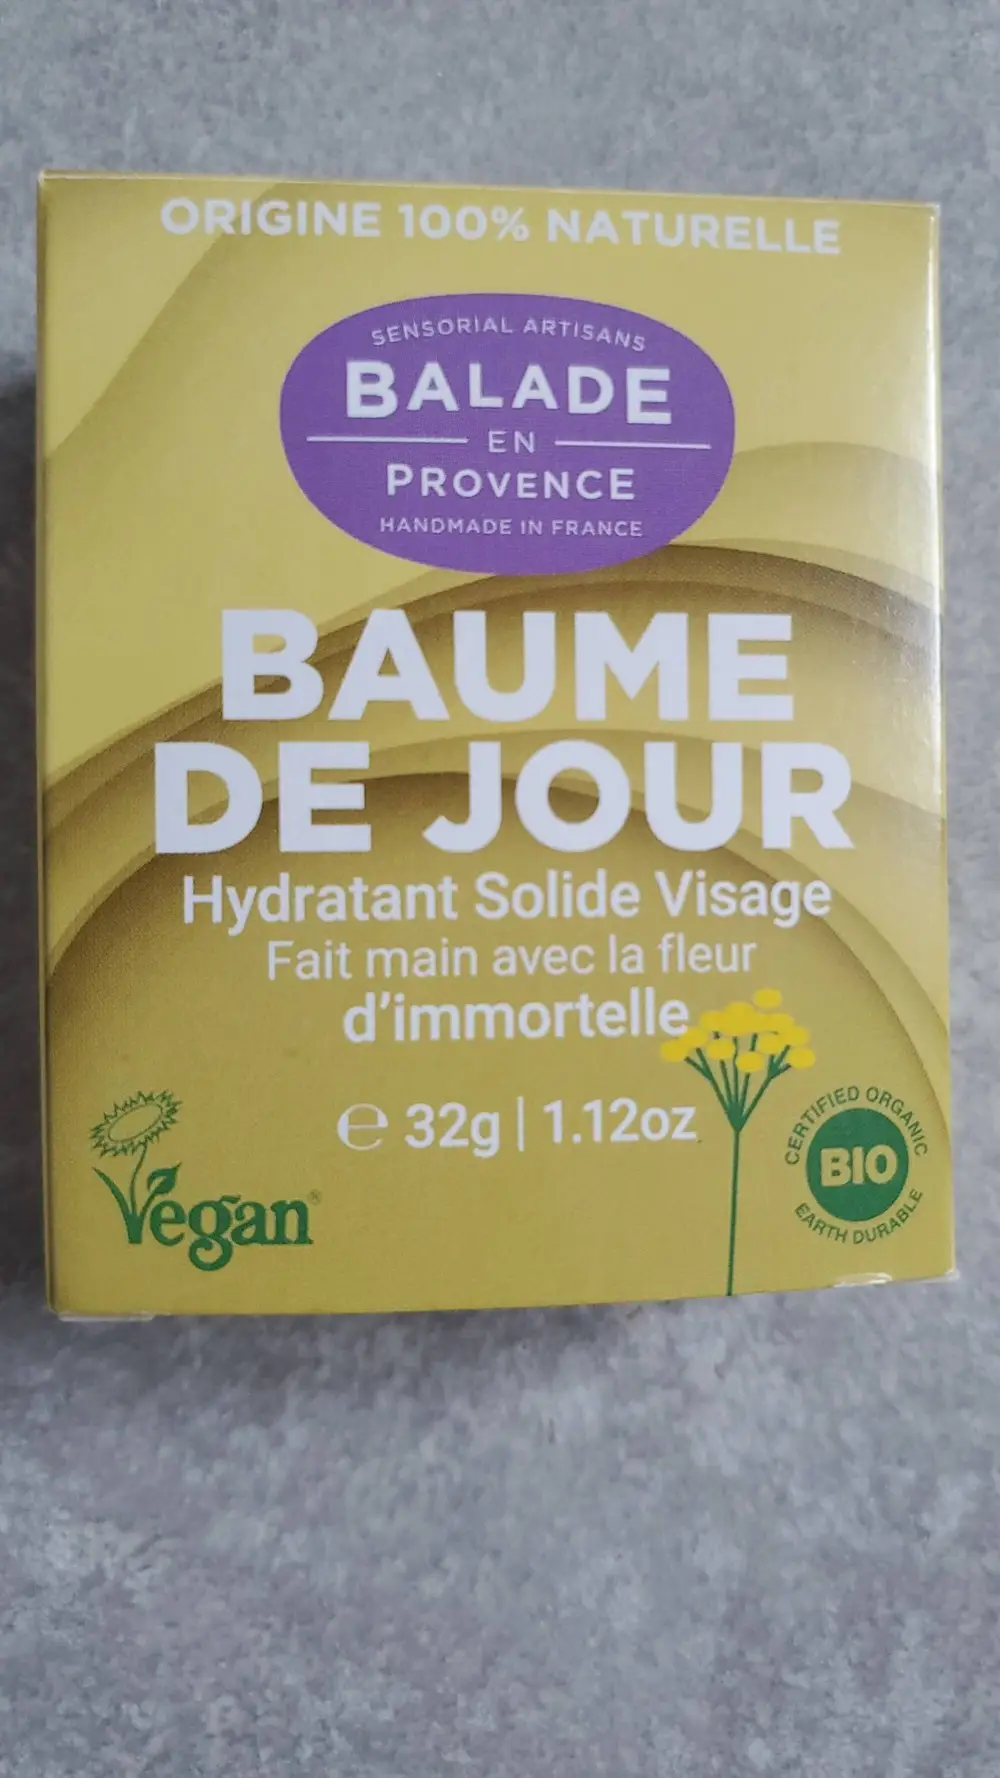 ORIGINE 100% NATURELLE
SENSORIAL ARTISANS
BALADE
EN
PROVENCE
HANDMADE IN FRANCE
BAUME
DE JOUR
Hydratant Solide Visage
Fait main avec la fleur
d'immortelle
℮ 32g | 1.12oz
Vegan®
CERTIFIED ORGANIC
BIO
EARTH DURABLE